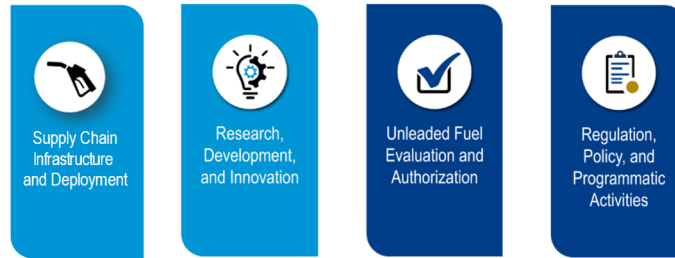 Supply Chain
Infrastructure
and Deployment
Research,
Development,
and Innovation
Unleaded Fuel
Evaluation and
Authorization
Regulation,
Policy, and
Programmatic
Activities